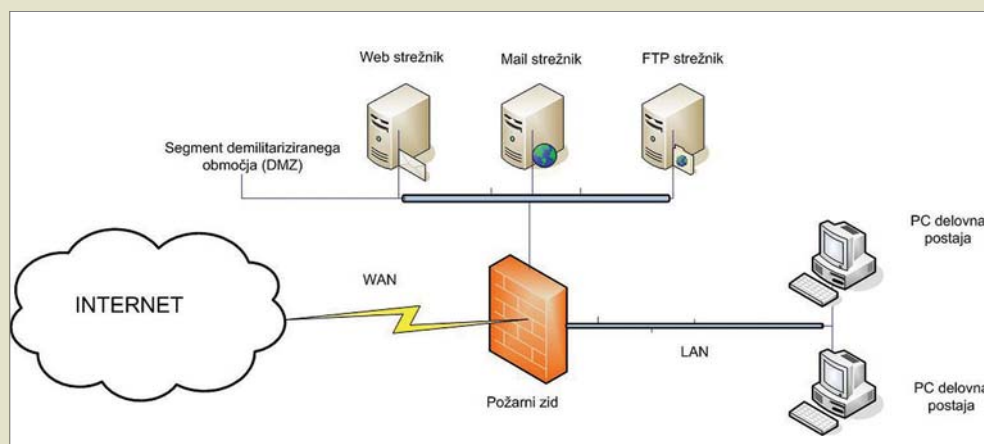 Web strežnik
Mail strežnik
FTP strežnik
Segment demilitariziranega
območja (DMZ)
PC delovna
postaja
WAN
INTERNET
LAN
Požarni zid
PC delovna
postaja